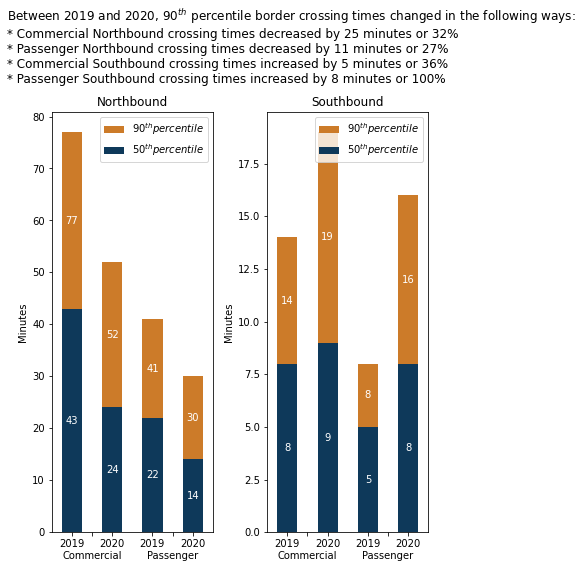 Between 2019 and 2020, 90th percentile border crossing times changed in the following ways:
* Commercial Northbound crossing times decreased by 25 minutes or 32%
* Passenger Northbound crossing times decreased by 11 minutes or 27%
* Commercial Southbound crossing times increased by 5 minutes or 36%
* Passenger Southbound crossing times increased by 8 minutes or 100%
Northbound
90th percentile
50th percentile
80
70
60
50
40
30
20
10
0
Minutes
77
43
52
24
41
22
30
14
2019 2020 2019 2020
Commercial Passenger
Southbound
90th percentile
50th percentile
17.5
15.0
12.5
10.0
7.5
5.0
2.5
0.0
Minutes
14
8
19
9
8
5
16
8
2019 2020 2019 2020
Commercial Passenger